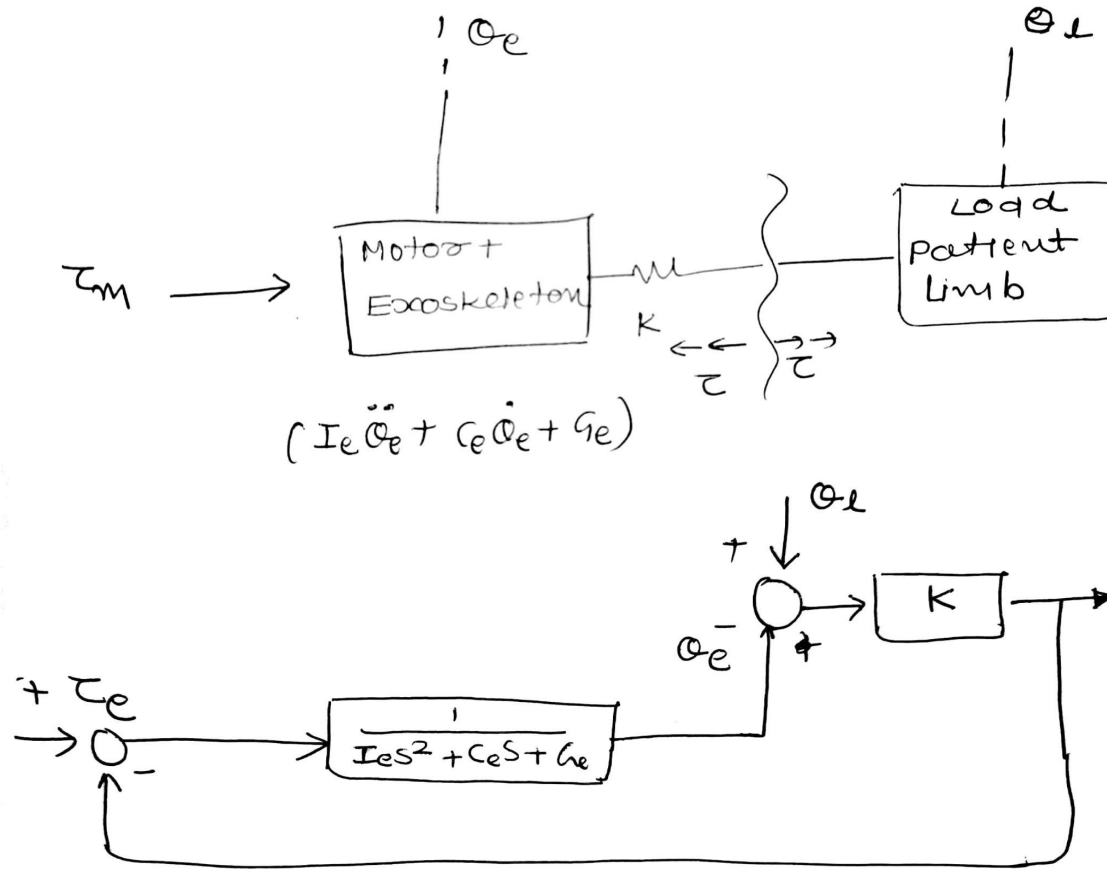 θe
θl
Motor +
Exoskeleton
Load
Patient
Limb
τm
K
τ
τ
(Ieθ̈e + Ceθ̇e + Ge)
θl
+
K
θe
-
+
+ τe
-
1
IeS² + CeS + Ge